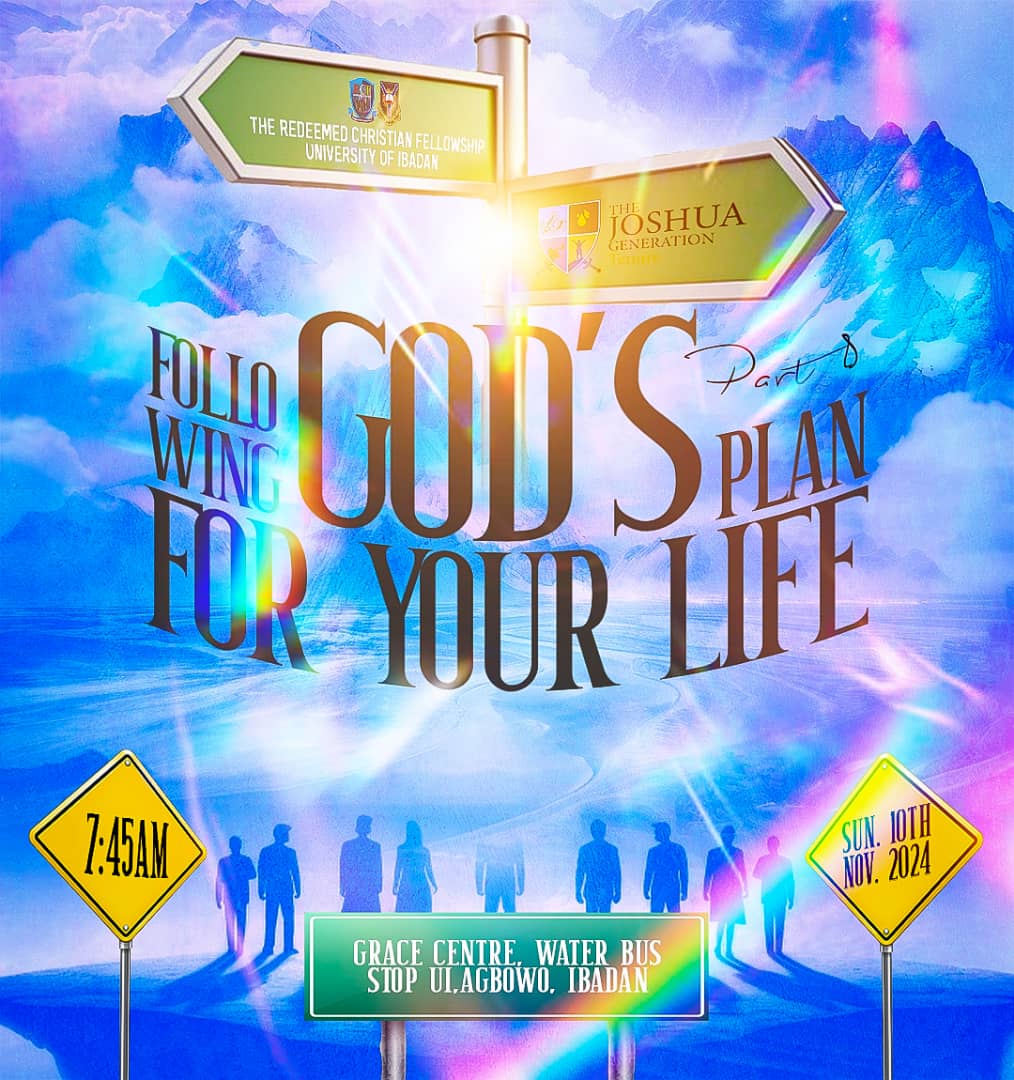 THE REDEEMED CHRISTIAN FELLOWSHIP
UNIVERSITY OF IBADAN
THE
JOSHUA
GENERATION
Tenure
FOLLO
WING
GOD'S
Part 8
PLAN
FOR YOUR LIFE
7:45AM
SUN. 10TH
NOV. 2024
GRACE CENTRE, WATER BUS
STOP UI,AGBOWO, IBADAN